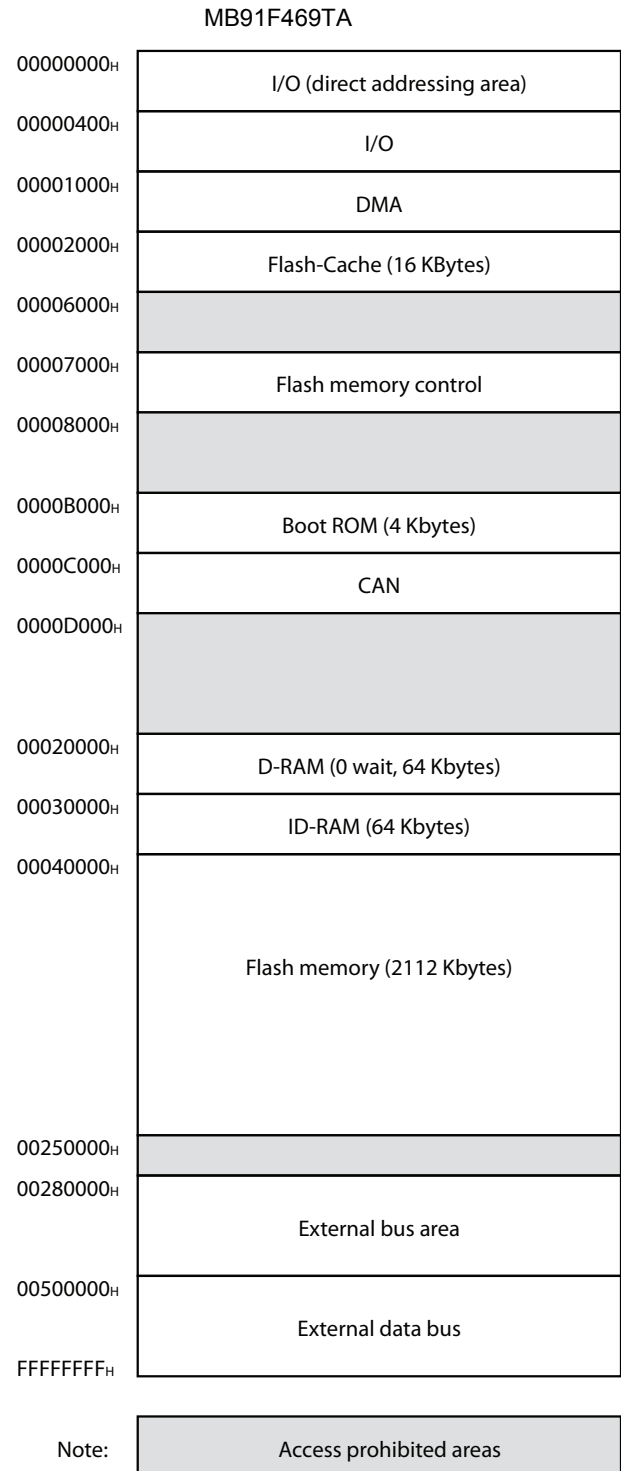 MB91F469TA
00000000H
I/O (direct addressing area)
00000400H
I/O
00001000H
DMA
00002000H
Flash-Cache (16 KBytes)
00006000H
00007000H
Flash memory control
00008000H
0000B000H
Boot ROM (4 Kbytes)
0000C000H
CAN
0000D000H
00020000H
D-RAM (0 wait, 64 Kbytes)
00030000H
ID-RAM (64 Kbytes)
00040000H
Flash memory (2112 Kbytes)
00250000H
00280000H
External bus area
00500000H
External data bus
FFFFFFFFH
Note:
Access prohibited areas